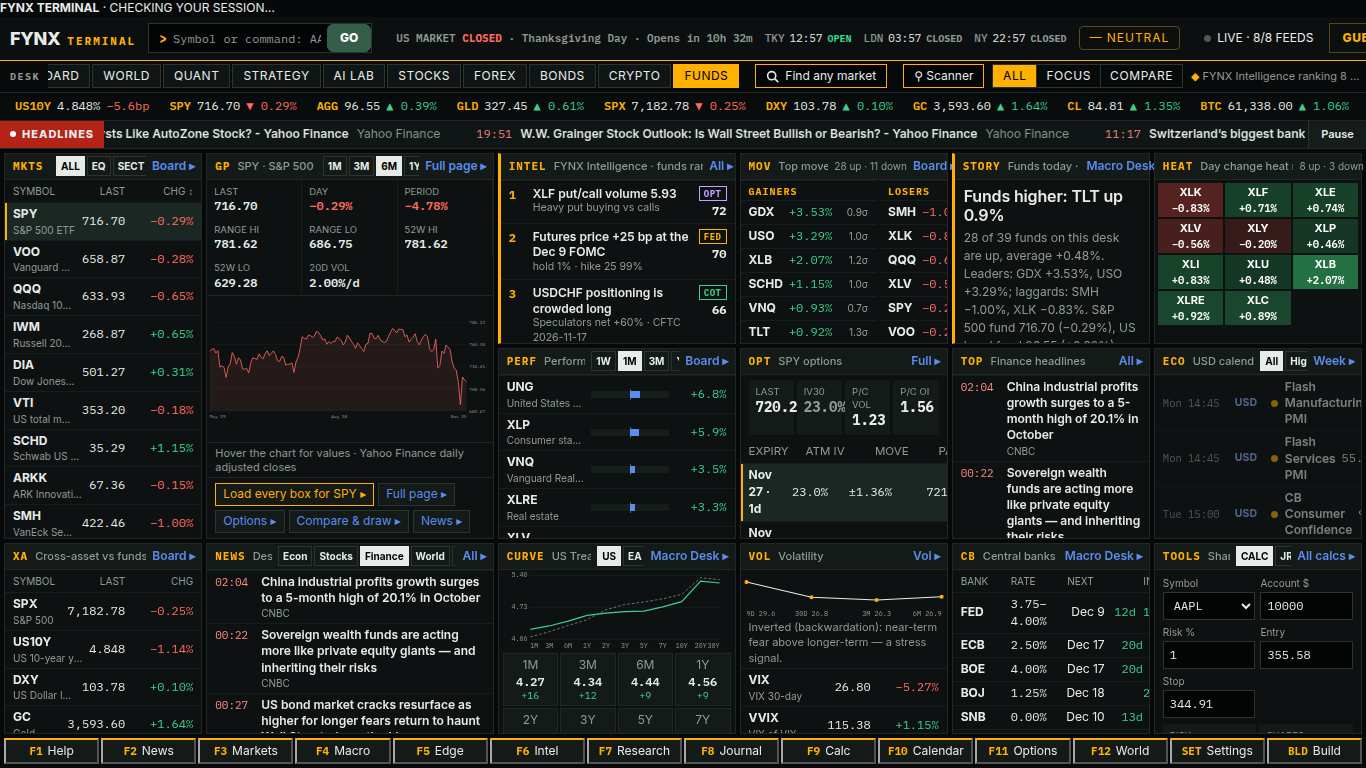 FYNX TERMINAL · CHECKING YOUR SESSION...
FYNX TERMINAL > Symbol or command: GO US MARKET CLOSED · Thanksgiving Day · Opens in 10h 32m TKY 12:57 OPEN LDN 03:57 CLOSED NY 22:57 CLOSED — NEUTRAL LIVE · 8/8 FEEDS
DESK WORLD QUANT STRATEGY AI LAB STOCKS FOREX BONDS CRYPTO FUNDS Find any market Scanner ALL FOCUS COMPARE ◆ FYNX Intelligence ranking 8 ...
US10Y 4.848% −5.6bp SPY 716.70 ▼ 0.29% AGG 96.55 ▲ 0.39% GLD 327.45 ▲ 0.61% SPX 7,182.78 ▼ 0.25% DXY 103.78 ▲ 0.10% GC 3,593.60 ▲ 1.64% CL 84.81 ▲ 1.35% BTC 61,338.00 ▲ 1.06%
● HEADLINES Like AutoZone Stock? - Yahoo Finance Yahoo Finance 19:51 W.W. Grainger Stock Outlook: Is Wall Street Bullish or Bearish? - Yahoo Finance Yahoo Finance 11:17 Switzerland's biggest bank Pause
MKTS ALL EQ SECT Board ▸
SYMBOL LAST CHG ↕
SPY 716.70 −0.29%
S&P 500 ETF
VOO 658.87 −0.28%
Vanguard ...
QQQ 633.93 −0.65%
Nasdaq 10...
IWM 268.87 +0.65%
Russell 20...
DIA 501.27 +0.31%
Dow Jones...
VTI 353.20 −0.18%
US total m...
SCHD 35.29 +1.15%
Schwab US ...
ARKK 67.36 −0.15%
ARK Innovati...
SMH 422.46 −1.00%
VanEck Se...
GP SPY · S&P 500 1M 3M 6M 1Y Full page ▸
LAST DAY PERIOD
716.70 −0.29% −4.78%
RANGE HI RANGE LO 52W HI
781.62 686.75 781.62
52W LO 20D VOL
629.28 2.00%/d
Hover the chart for values · Yahoo Finance daily
adjusted closes
Load every box for SPY ▸ Full page ▸
Options ▸ Compare & draw ▸ News ▸
INTEL FYNX Intelligence · funds All ▸
1 XLF put/call volume 5.93 OPT
Heavy put buying vs calls 72
2 Futures price +25 bp at the FED
Dec 9 FOMC 70
hold 1% · hike 25 99%
3 USDCHF positioning is COT
crowded long 66
Speculators net +60% · CFTC
2026-11-17
MOV Top move 28 up · 11 down Board
GAINERS LOSERS
GDX +3.53% 0.9σ SMH
USO +3.29% 1.0σ XLK
XLB +2.07% 1.2σ QQQ
SCHD +1.15% 1.0σ XLV
VNQ +0.93% 0.7σ SPY
TLT +0.92% 1.3σ VOO
STORY Funds today · Macro Desk
Funds higher: TLT up
0.9%
28 of 39 funds on this desk
are up, average +0.48%.
Leaders: GDX +3.53%, USO
+3.29%; laggards: SMH
−1.00%, XLK −0.83%. S&P
500 fund 716.70 (−0.29%), US
HEAT Day change heat 8 up · 3 down
XLK XLF XLE
−0.83% +0.71% +0.74%
XLV XLY XLP
−0.56% −0.20% +0.46%
XLI XLU XLB
+0.83% +0.48% +2.07%
XLRE XLC
+0.92% +0.89%
PERF Perform 1W 1M 3M Board ▸
UNG +6.8%
United States ...
XLP +5.9%
Consumer sta...
VNQ +3.5%
Vanguard Real...
XLRE +3.3%
Real estate
XLV
OPT SPY options Full ▸
LAST IV30 P/C VOL P/C OI
720.2 23.0% 1.23 1.56
EXPIRY ATM IV MOVE
Nov 27 · 1d 23.0% ±1.36% 721
Nov
TOP Finance headlines All ▸
02:04 China industrial profits
growth surges to a 5-
month high of 20.1% in
October
CNBC
00:22 Sovereign wealth
funds are acting more
like private equity
giants — and inheriting
their risks
ECO USD calend All Hig Week ▸
Mon 14:45 USD Flash Manufacturing PMI
Mon 14:45 USD Flash Services PMI 55.
Tue 15:00 USD CB Consumer Confidence
XA Cross-asset vs funds Board ▸
SYMBOL LAST CHG
SPX 7,182.78 −0.25%
S&P 500
US10Y 4.848 −1.14%
US 10-year y...
DXY 103.78 +0.10%
US Dollar I...
GC 3,593.60 +1.64%
Gold
NEWS Des Econ Stocks Finance World All ▸
02:04 China industrial profits growth surges
to a 5-month high of 20.1% in October
CNBC
00:22 Sovereign wealth funds are acting
more like private equity giants — and
inheriting their risks
CNBC
00:27 US bond market cracks resurface as
higher for longer fears return to haunt
CURVE US Trea US EA Macro Desk ▸
5.40
4.73
4.06
1M 3M 6M 1Y 2Y 3Y 5Y 7Y 10Y 20Y30Y
1M 3M 6M 1Y
4.27 4.34 4.44 4.56
+16 +12 +9 +9
2Y 3Y 5Y 7Y
VOL Volatility Vol ▸
9D 29.6 30D 26.8 3M 26.3 6M 26.9
Inverted (backwardation): near-term
fear above longer-term — a stress
signal.
VIX 26.80 −5.27%
VIX 30-day
VVIX 115.38 +1.15%
CB Central banks Macro Desk ▸
BANK RATE NEXT
FED 3.75–4.00% Dec 9 12d
ECB 2.50% Dec 17 20d
BOE 4.00% Dec 17 20d
BOJ 1.25% Dec 18
SNB 0.00% Dec 10 13d
TOOLS Shar CALC All calcs ▸
Symbol Account $
AAPL 10000
Risk % Entry
1 355.58
Stop
344.91
F1 Help F2 News F3 Markets F4 Macro F5 Edge F6 Intel F7 Research F8 Journal F9 Calc F10 Calendar F11 Options F12 World SET Settings BLD Build